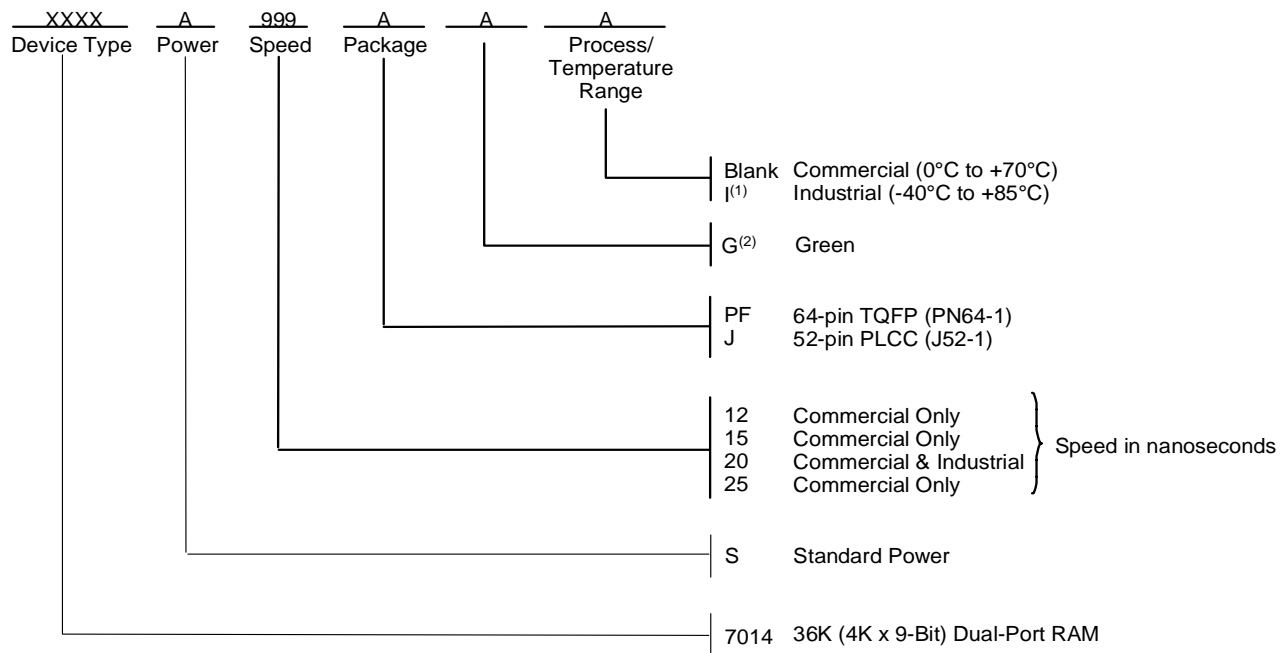 XXXX A 999 A A A
Device Type Power Speed Package Process/
Temperature
Range
Blank Commercial (0°C to +70°C)
I(1) Industrial (-40°C to +85°C)
G(2) Green
PF 64-pin TQFP (PN64-1)
J 52-pin PLCC (J52-1)
12 Commercial Only
15 Commercial Only
20 Commercial & Industrial
25 Commercial Only
Speed in nanoseconds
S Standard Power
7014 36K (4K x 9-Bit) Dual-Port RAM